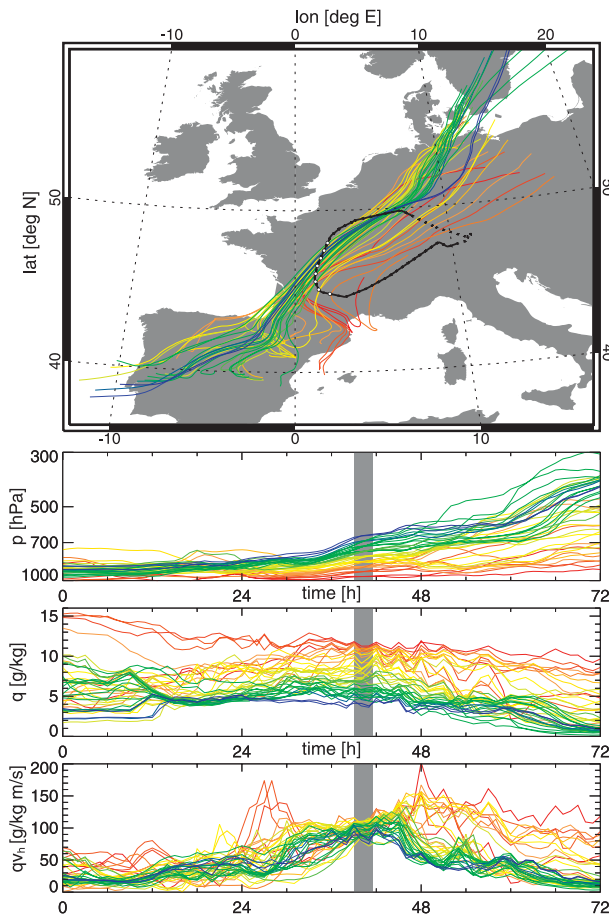 lon [deg E]
-10 0 10 20
lat [deg N]
50 50
40 40
-10 0 10
p [hPa]
300
500
700
1000
0 24 48 72
time [h]
q [g/kg]
15
10
5
0
0 24 48 72
time [h]
qvh [g/kg m/s]
200
150
100
50
0
0 24 48 72